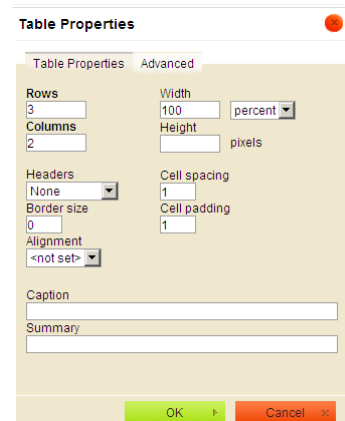 Table Properties
Table Properties Advanced
Rows Width
3 100 percent
Columns Height
2 pixels
Headers Cell spacing
None 1
Border size Cell padding
0 1
Alignment
<not set>
Caption
Summary
OK Cancel